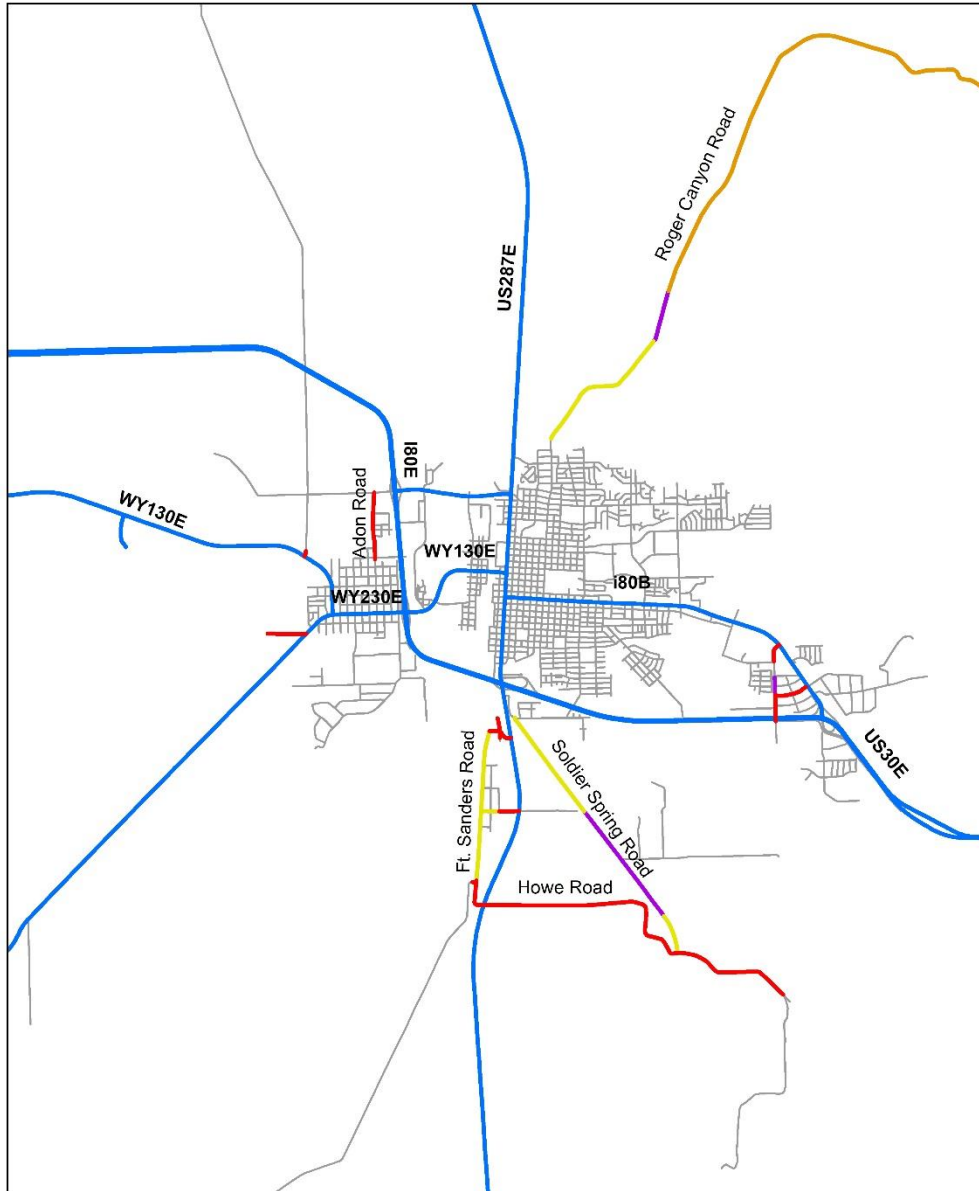 Roger Canyon Road
US287E
I80E
WY130E
Adon Road
WY130E
WY230E
i80B
US30E
Soldier Spring Road
Ft. Sanders Road
Howe Road